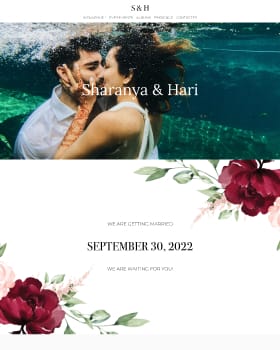 S & H
Sharanya & Hari
WE ARE GETTING MARRIED
SEPTEMBER 30, 2022
WE ARE WAITING FOR YOU!